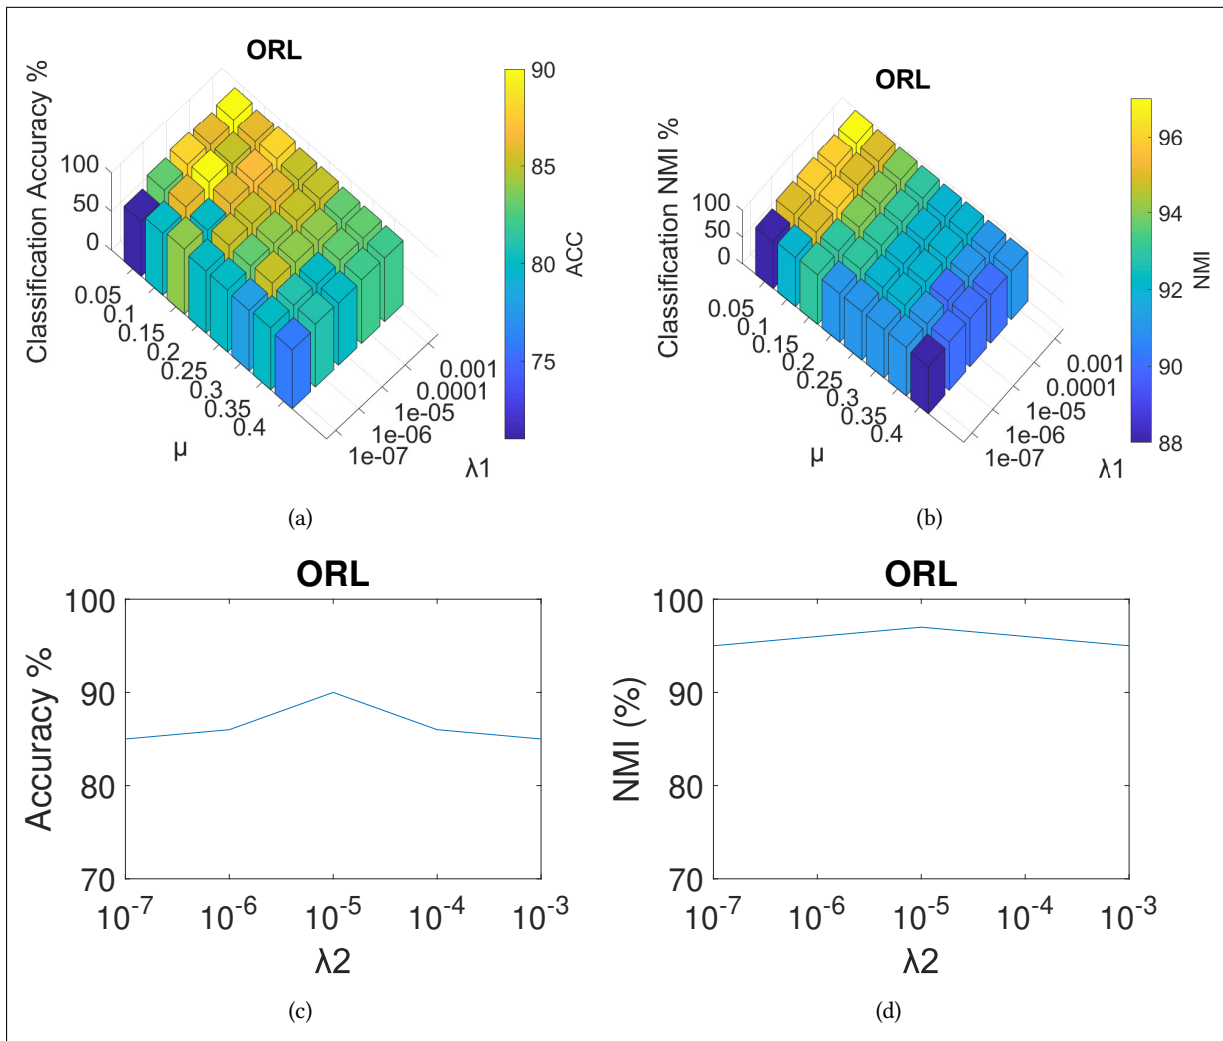 ORL
Classification Accuracy %
100
50
0
0.05
0.1
0.15
0.2
0.25
0.3
0.35
0.4
μ
0.001
0.0001
1e-05
1e-06
1e-07
λ1
90
85
80
75
ACC
(a)
ORL
Classification NMI %
100
50
0
0.05
0.1
0.15
0.2
0.25
0.3
0.35
0.4
μ
0.001
0.0001
1e-05
1e-06
1e-07
λ1
96
94
92
90
88
NMI
(b)
ORL
Accuracy %
100
90
80
70
10-7 10-6 10-5 10-4 10-3
λ2
(c)
ORL
NMI (%)
100
90
80
70
10-7 10-6 10-5 10-4 10-3
λ2
(d)